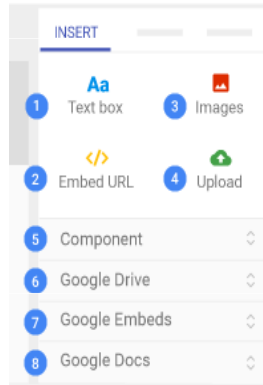 INSERT
Aa
1 Text box
3 Images
</>
2 Embed URL
4 Upload
5 Component
6 Google Drive
7 Google Embeds
8 Google Docs